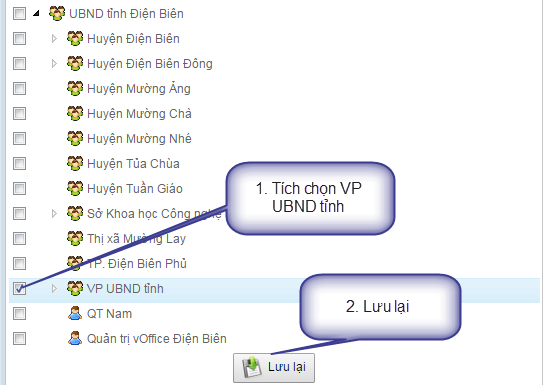 UBND tỉnh Điện Biên
Huyện Điện Biên
Huyện Điện Biên Đông
Huyện Mường Ảng
Huyện Mường Chà
Huyện Mường Nhé
Huyện Tủa Chùa
Huyện Tuần Giáo
Sở Khoa học Công nghệ
Thị xã Mường Lay
TP. Điện Biên Phủ
VP UBND tỉnh
QT Nam
Quản trị vOffice Điện Biên
1. Tích chọn VP
UBND tỉnh
2. Lưu lại
Lưu lại